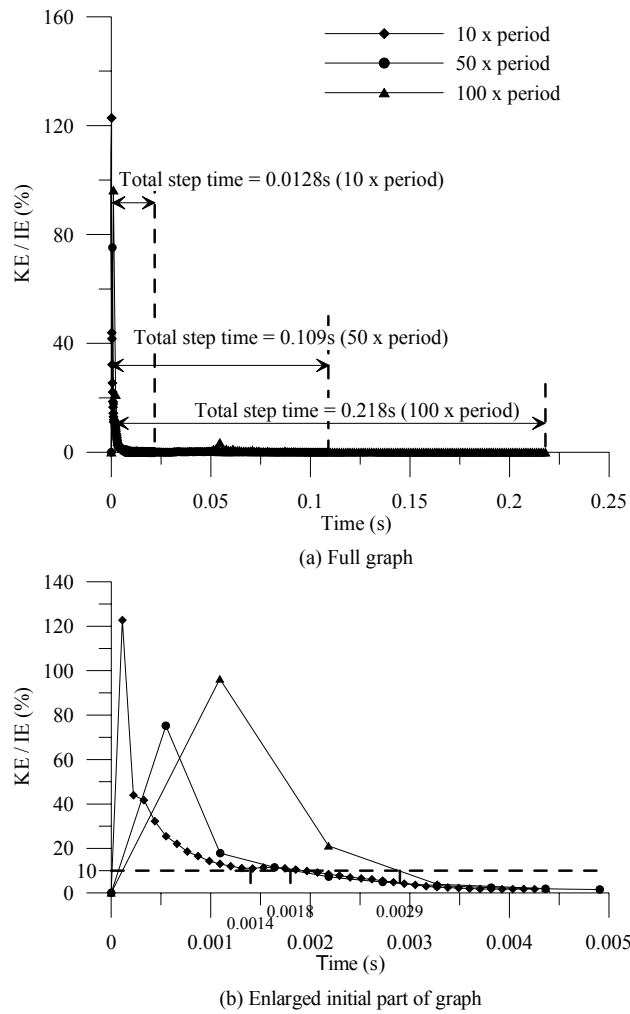 160
10 x period
50 x period
100 x period
120
Total step time = 0.0128s (10 x period)
80
KE / IE (%)
Total step time = 0.109s (50 x period)
40
Total step time = 0.218s (100 x period)
0
0 0.05 0.1 0.15 0.2 0.25
Time (s)
(a) Full graph
140
120
100
80
KE / IE (%)
60
40
20
10
0
0.0014 0.0018 0.0029
0 0.001 0.002 0.003 0.004 0.005
Time (s)
(b) Enlarged initial part of graph